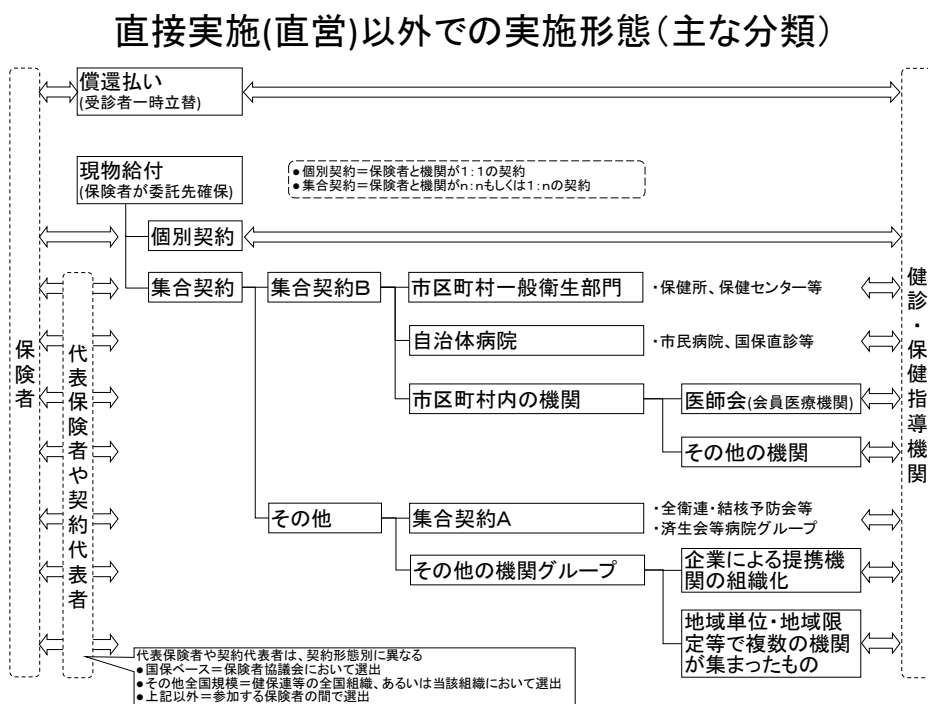 直接実施(直営)以外での実施形態(主な分類)
償還払い
(受診者一時立替)
現物給付
(保険者が委託先確保)
●個別契約=保険者と機関が1:1の契約
●集合契約=保険者と機関がn:nもしくは1:nの契約
個別契約
集合契約
集合契約B
市区町村一般衛生部門
・保健所、保健センター等
自治体病院
・市民病院、国保直診等
市区町村内の機関
医師会(会員医療機関)
その他の機関
その他
集合契約A
・全衛連・結核予防会等
・済生会等病院グループ
その他の機関グループ
企業による提携機
関の組織化
地域単位・地域限
定等で複数の機関
が集まったもの
保険者
代表保険者や契約代表者
健診・保健指導機関
代表保険者や契約代表者は、契約形態別に異なる
●国保ベース=保険者協議会において選出
●その他全国規模=健保連等の全国組織、あるいは当該組織において選出
●上記以外=参加する保険者の間で選出